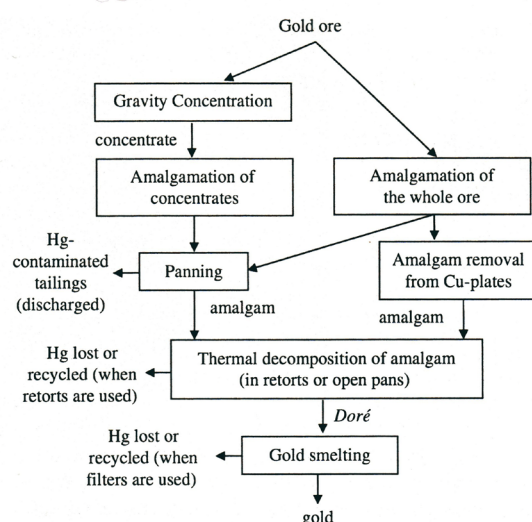 Gold ore
Gravity Concentration
concentrate
Amalgamation of
concentrates
Amalgamation of
the whole ore
Hg-
contaminated
tailings
(discharged)
Panning
Amalgam removal
from Cu-plates
amalgam
amalgam
Hg lost or
recycled (when
retorts are used)
Thermal decomposition of amalgam
(in retorts or open pans)
Doré
Hg lost or
recycled (when
filters are used)
Gold smelting
gold